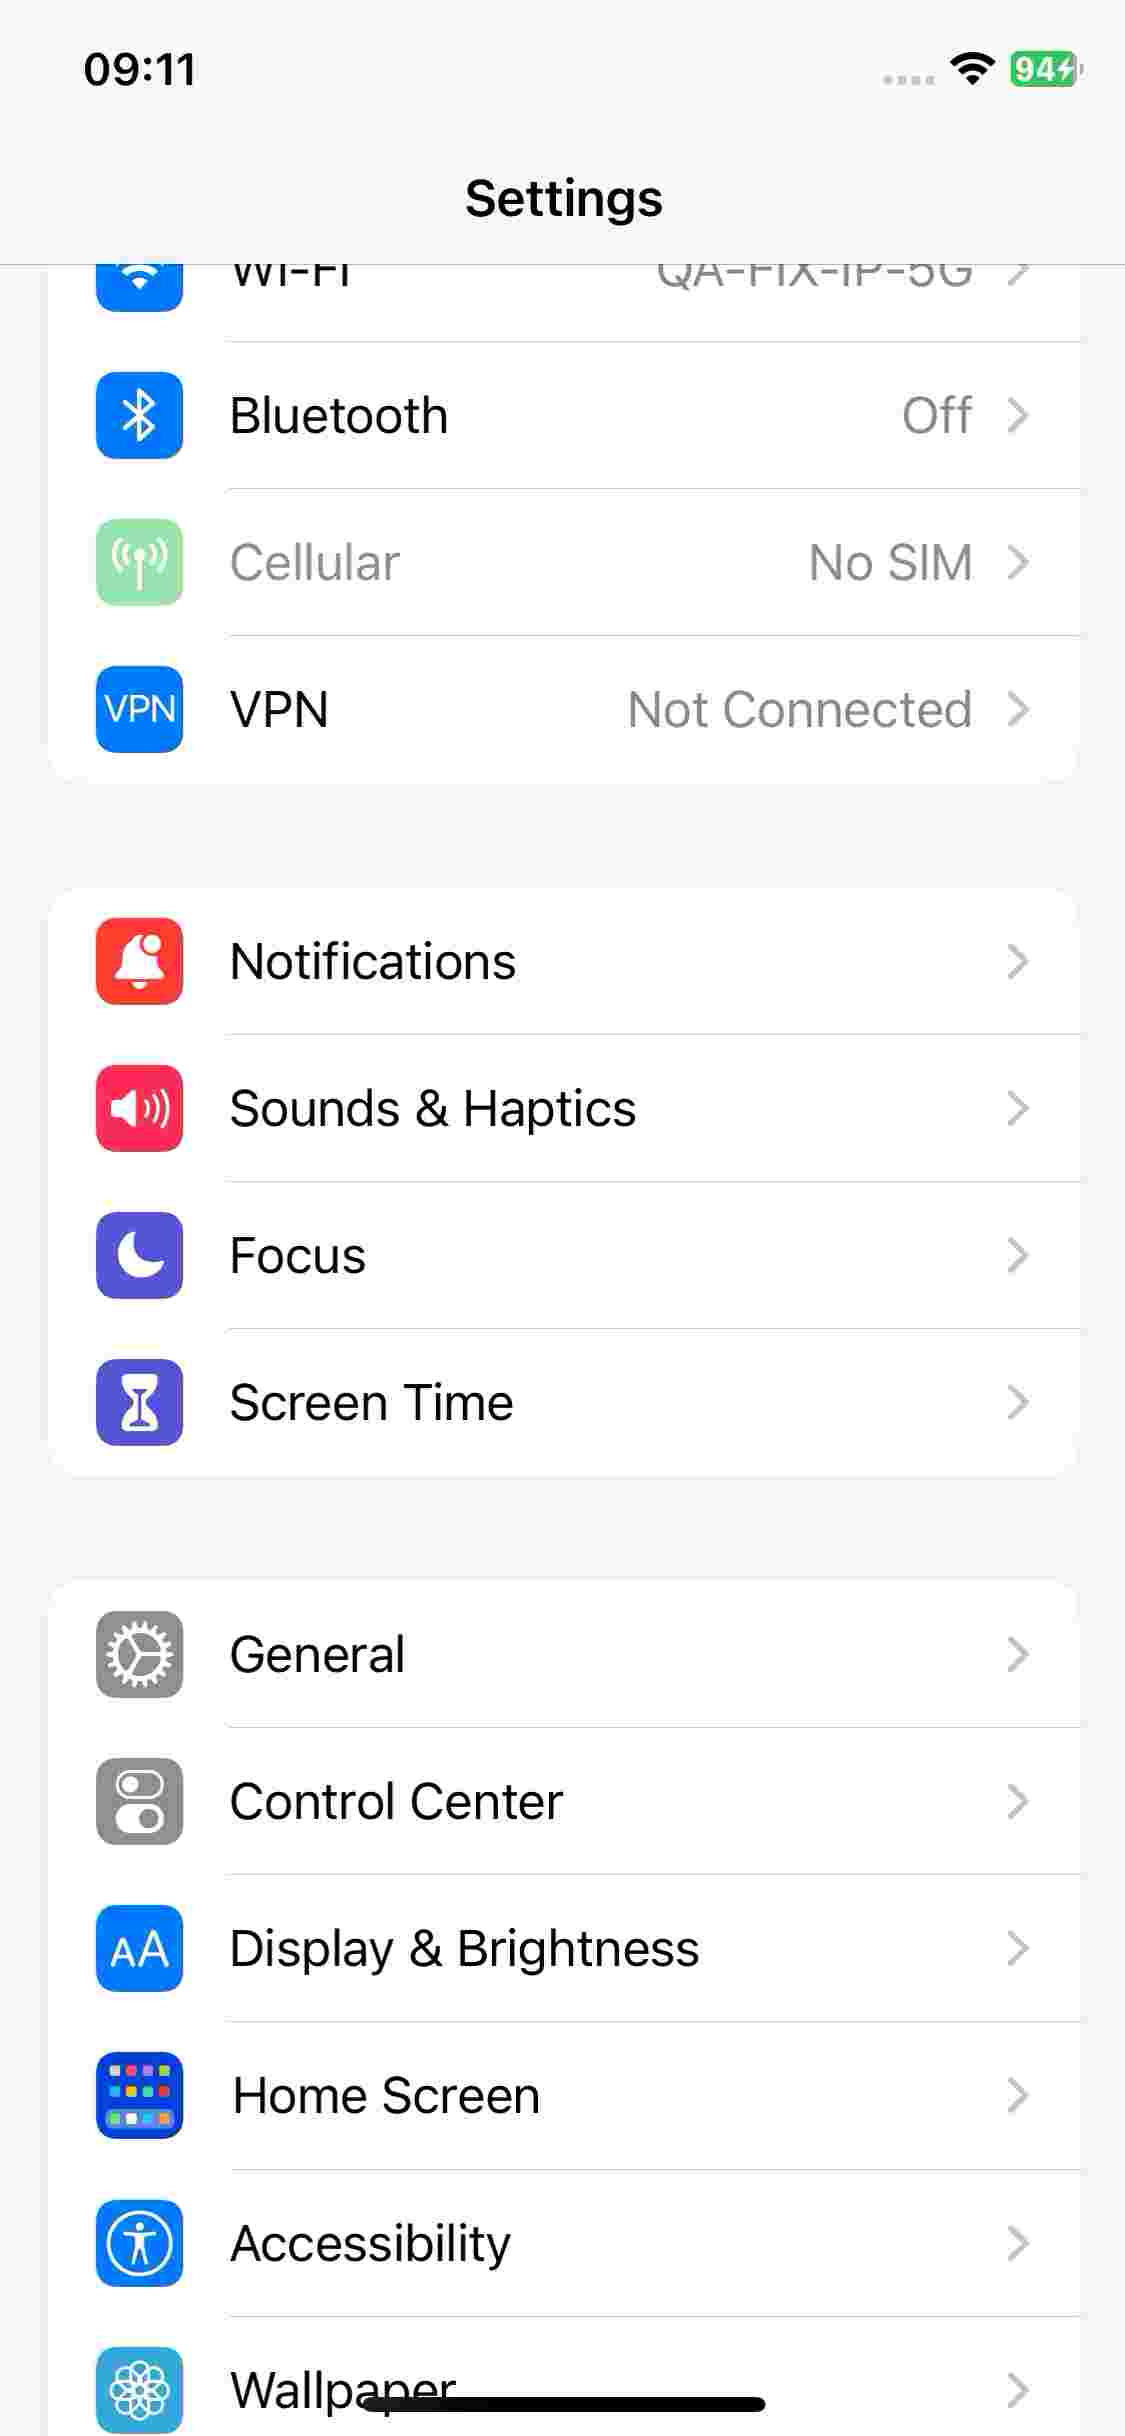 09:11
94
Settings
Wi-Fi QA-FIX-IP-5G
Bluetooth Off
Cellular No SIM
VPN VPN Not Connected
Notifications
Sounds & Haptics
Focus
Screen Time
General
Control Center
AA Display & Brightness
Home Screen
Accessibility
Wallpaper